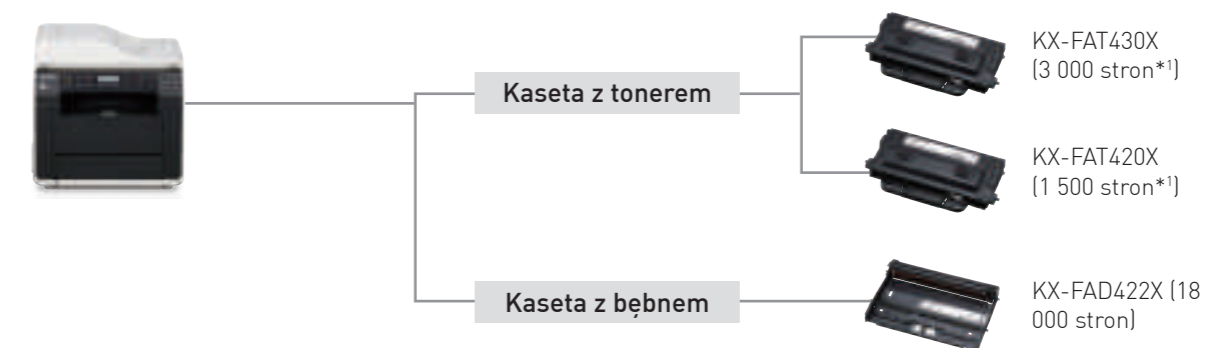 Kaseta z tonerem
KX-FAT430X
(3 000 stron*¹)
KX-FAT420X
(1 500 stron*¹)
Kaseta z bębnem
KX-FAD422X (18
000 stron)